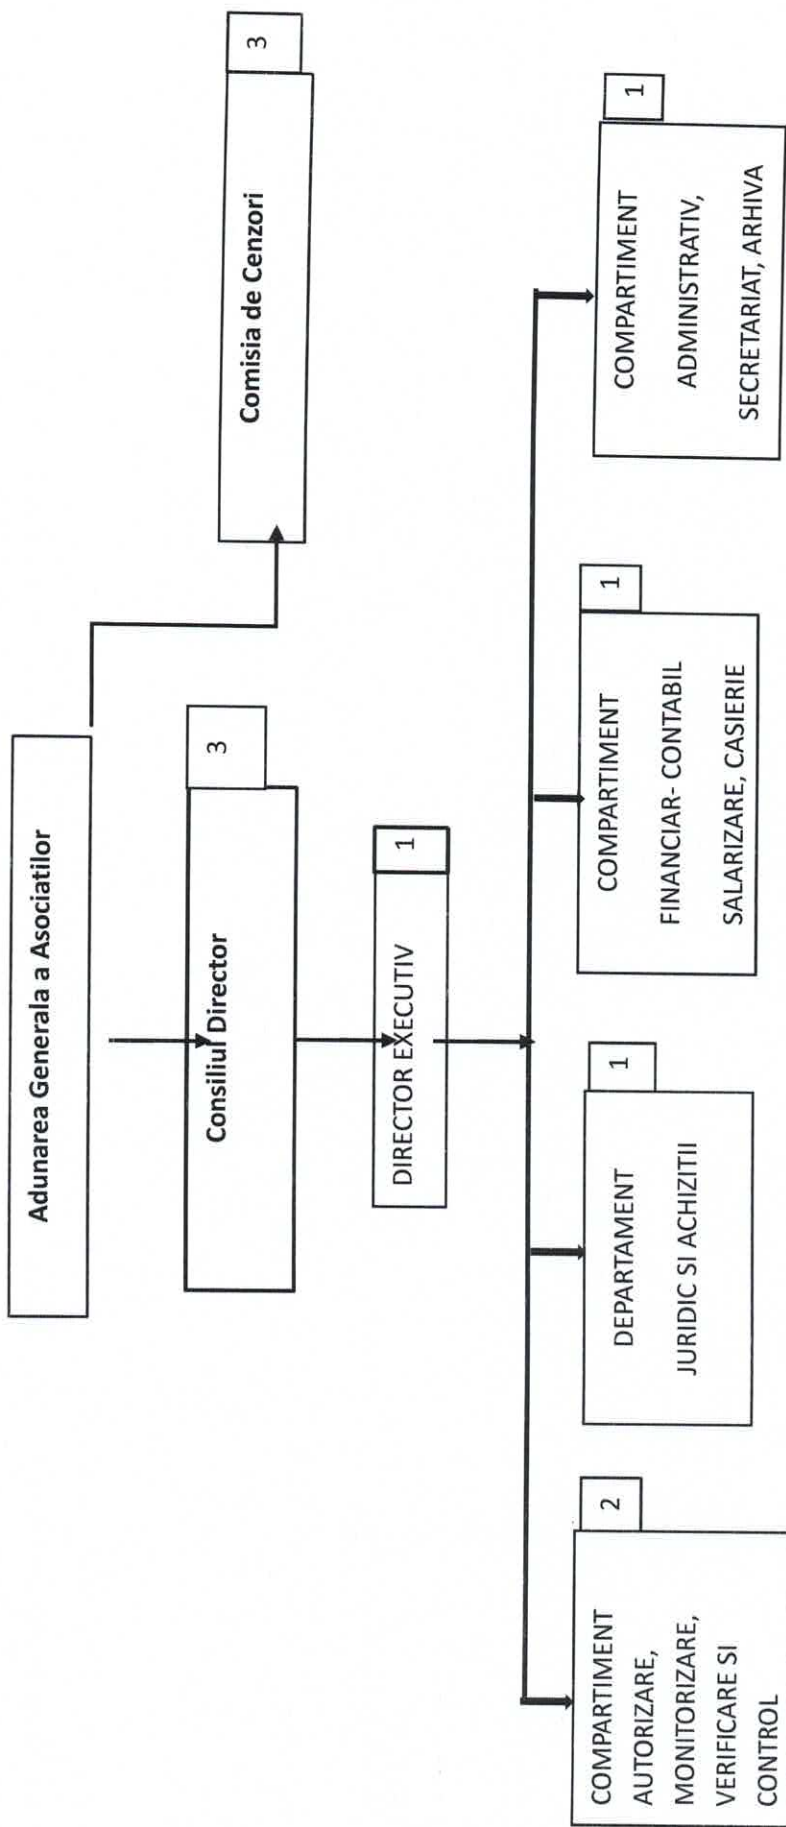 Adunarea Generala a Asociatilor
3
Comisia de Cenzori
3
Consiliul Director
1
DIRECTOR EXECUTIV
2
COMPARTIMENT
AUTORIZARE,
MONITORIZARE,
VERIFICARE SI
CONTROL
1
DEPARTAMENT
JURIDIC SI ACHIZITII
1
COMPARTIMENT
FINANCIAR- CONTABIL
SALARIZARE, CASIERIE
1
COMPARTIMENT
ADMINISTRATIV,
SECRETARIAT, ARHIVA